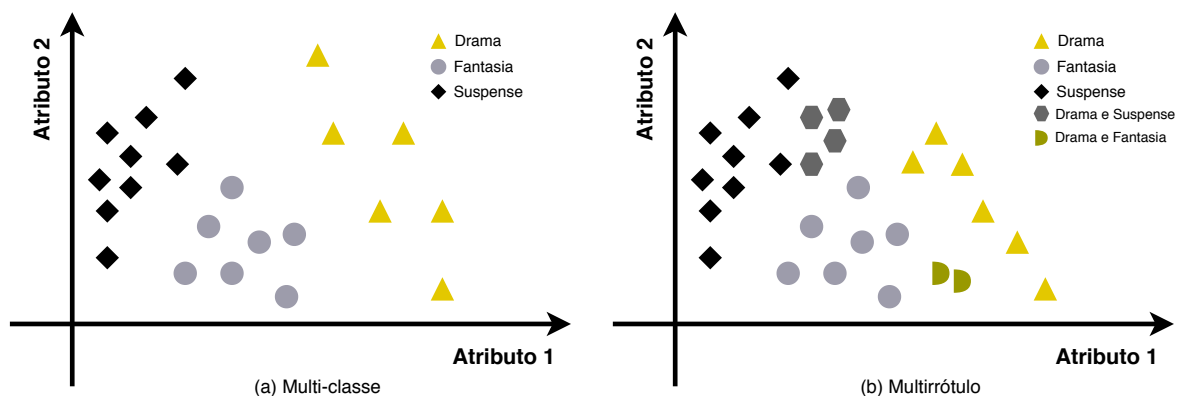 Atributo 2
Drama
Fantasia
Suspense
Atributo 1
(a) Multi-classe
Atributo 2
Drama
Fantasia
Suspense
Drama e Suspense
Drama e Fantasia
Atributo 1
(b) Multirrótulo